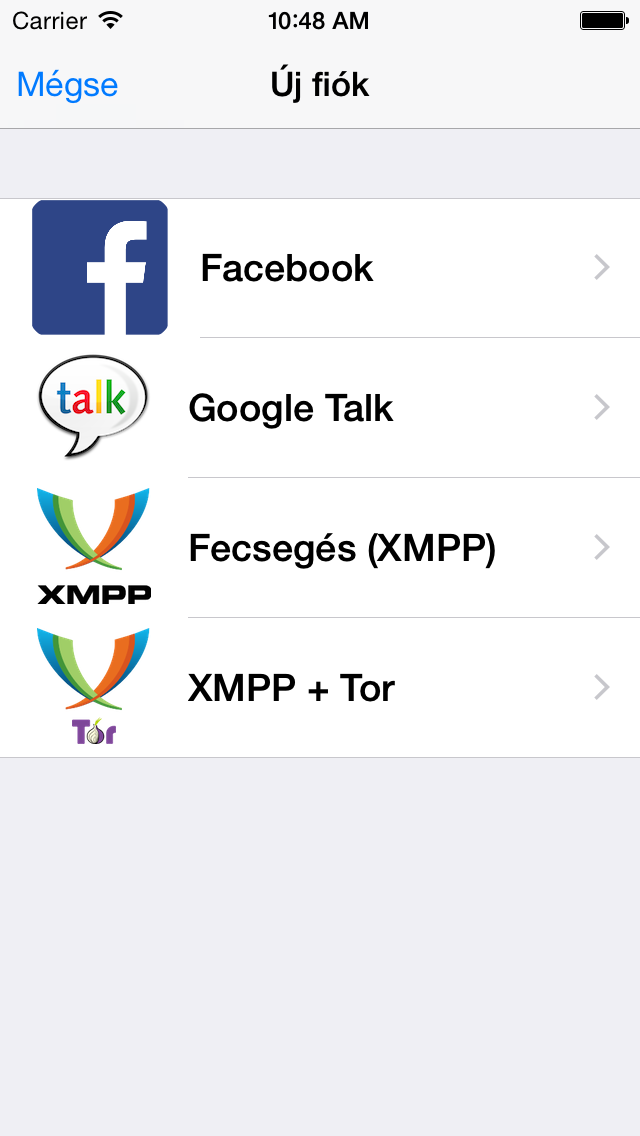 Carrier 10:48 AM
Mégse Új fiók
Facebook
talk
Google Talk
Fecsegés (XMPP)
XMPP
XMPP + Tor
Tor